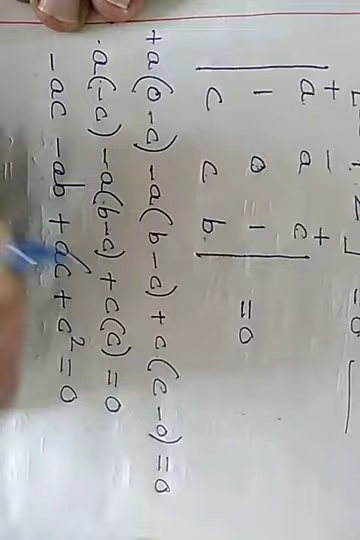 + - +
a a c
1 0 1 = 0
c c b
+a(0-c) -a(b-c) +c(c-0) = 0
-a(-c) -a(b-c) +c(c) = 0
-ac -ab +ac + c² = 0
=